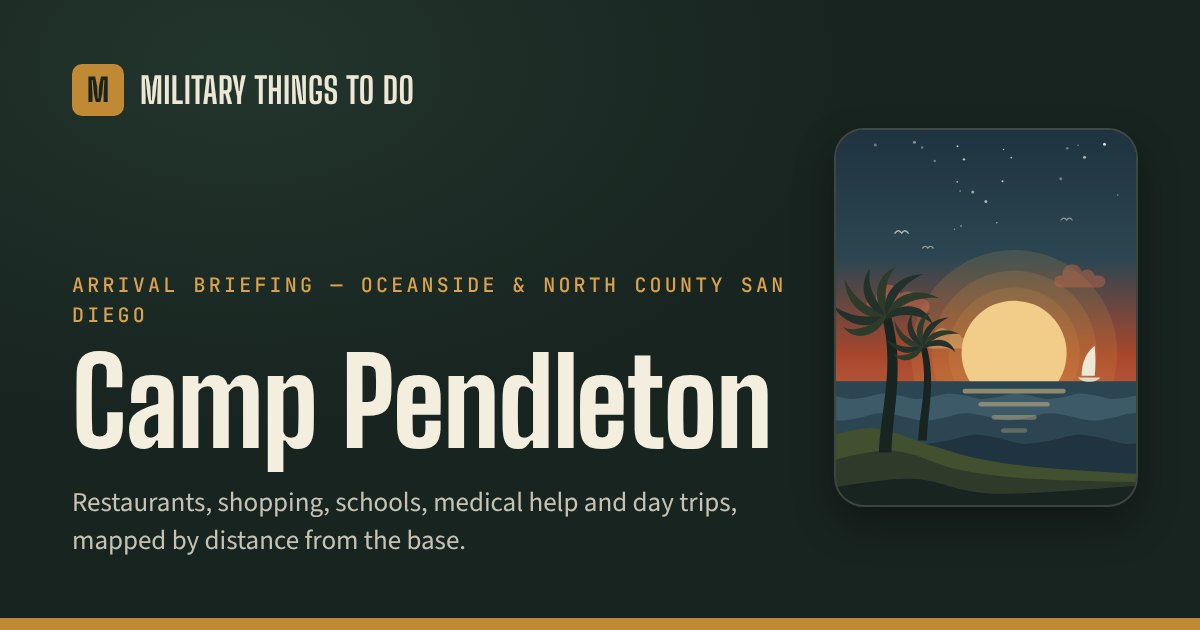 M MILITARY THINGS TO DO
ARRIVAL BRIEFING — OCEANSIDE & NORTH COUNTY SAN
DIEGO
Camp Pendleton
Restaurants, shopping, schools, medical help and day trips,
mapped by distance from the base.